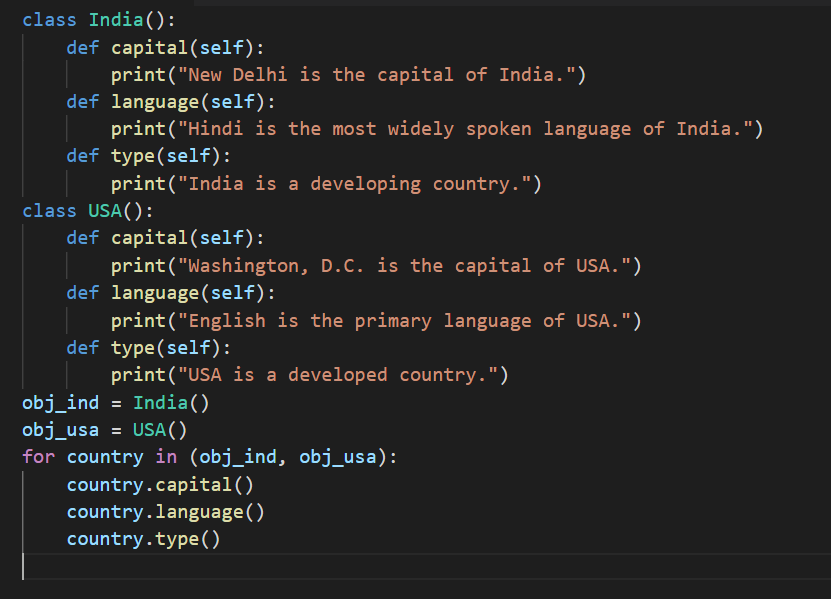 class India():
    def capital(self):
        print("New Delhi is the capital of India.")
    def language(self):
        print("Hindi is the most widely spoken language of India.")
    def type(self):
        print("India is a developing country.")
class USA():
    def capital(self):
        print("Washington, D.C. is the capital of USA.")
    def language(self):
        print("English is the primary language of USA.")
    def type(self):
        print("USA is a developed country.")
obj_ind = India()
obj_usa = USA()
for country in (obj_ind, obj_usa):
    country.capital()
    country.language()
    country.type()